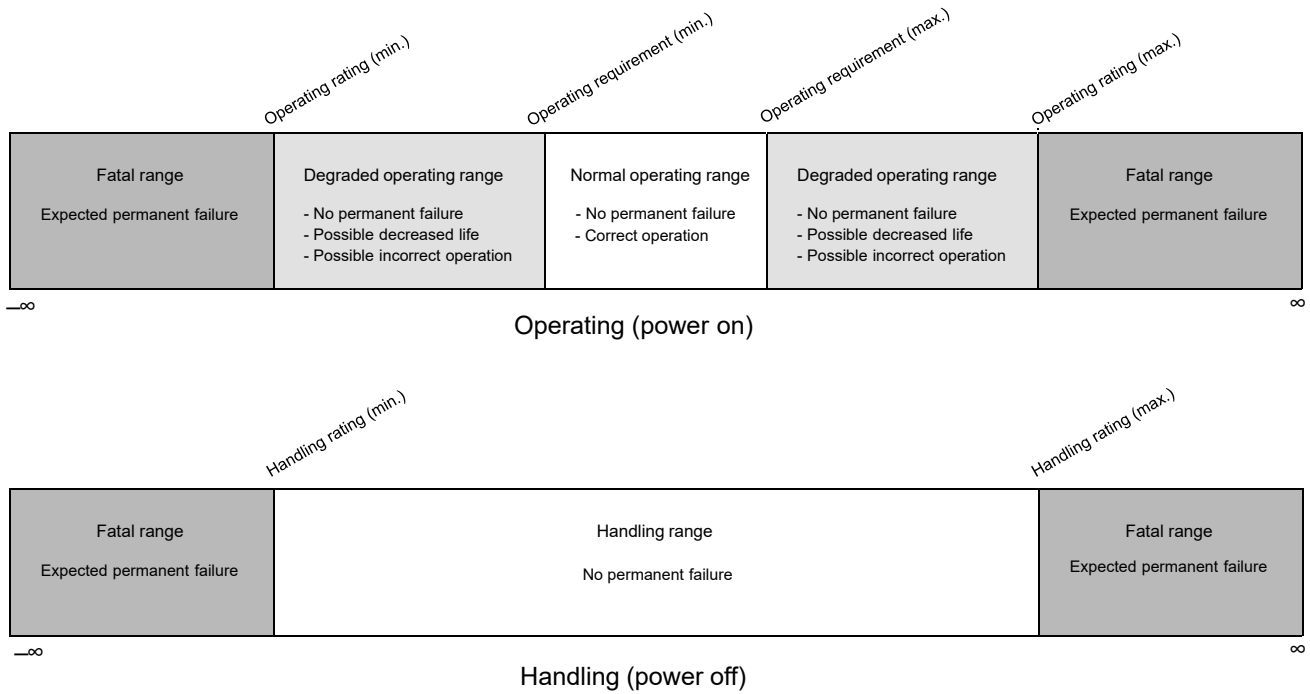 Operating rating (min.)
Operating requirement (min.)
Operating requirement (max.)
Operating rating (max.)
Fatal range
Expected permanent failure
Degraded operating range
- No permanent failure
- Possible decreased life
- Possible incorrect operation
Normal operating range
- No permanent failure
- Correct operation
Degraded operating range
- No permanent failure
- Possible decreased life
- Possible incorrect operation
Fatal range
Expected permanent failure
–∞
∞
Operating (power on)
Handling rating (min.)
Handling rating (max.)
Fatal range
Expected permanent failure
Handling range
No permanent failure
Fatal range
Expected permanent failure
–∞
∞
Handling (power off)